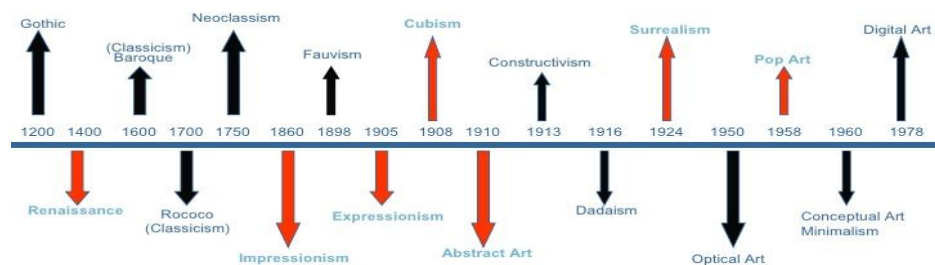 Neoclassism
Gothic
Cubism
Surrealism
Digital Art
(Classicism)
Baroque
Fauvism
Constructivism
Pop Art
1200 1400 1600 1700 1750 1860 1898 1905 1908 1910 1913 1916 1924 1950 1958 1960 1978
Renaissance
Rococo
(Classicism)
Expressionism
Dadaism
Conceptual Art
Minimalism
Impressionism
Abstract Art
Optical Art